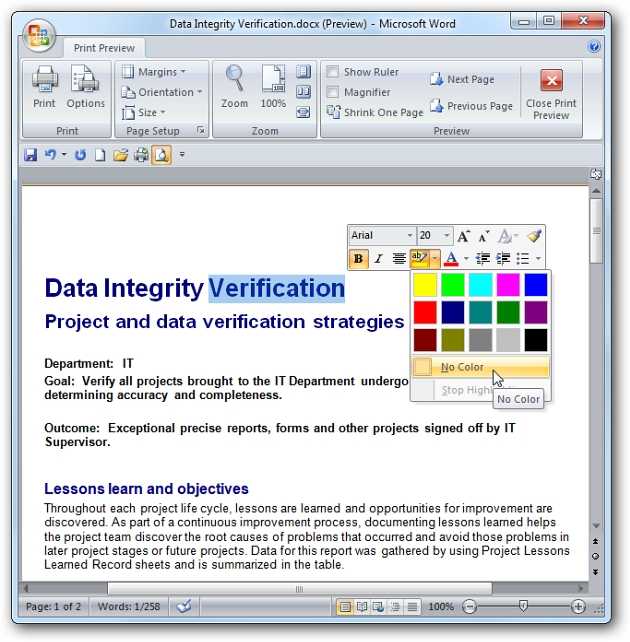 Data Integrity Verification.docx (Preview) - Microsoft Word
Print Preview
Margins
Orientation
Size
Print
Options
Page Setup
Print
Zoom
100%
Zoom
Show Ruler
Magnifier
Shrink One Page
Next Page
Previous Page
Close Print
Preview
Preview
Arial
20
A A
B I
ab A
Data Integrity Verification
Project and data verification strategies
No Color
Stop High
No Color
Department: IT
Goal: Verify all projects brought to the IT Department undergo
determining accuracy and completeness.
Outcome: Exceptional precise reports, forms and other projects signed off by IT
Supervisor.
Lessons learn and objectives
Throughout each project life cycle, lessons are learned and opportunities for improvement are
discovered. As part of a continuous improvement process, documenting lessons learned helps
the project team discover the root causes of problems that occurred and avoid those problems in
later project stages or future projects. Data for this report was gathered by using Project Lessons
Learned Record sheets and is summarized in the table.
Page: 1 of 2
Words: 1/258
100%